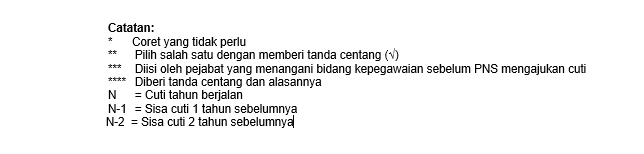 Catatan:
* Coret yang tidak perlu
** Pilih salah satu dengan memberi tanda centang (√)
*** Diisi oleh pejabat yang menangani bidang kepegawaian sebelum PNS mengajukan cuti
**** Diberi tanda centang dan alasannya
N = Cuti tahun berjalan
N-1 = Sisa cuti 1 tahun sebelumnya
N-2 = Sisa cuti 2 tahun sebelumnya